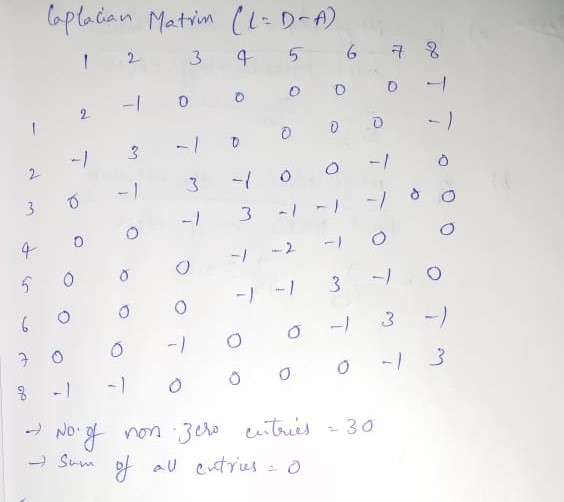 Laplacian Matrix (L=D-A)
1 2 3 4 5 6 7 8
1 2 -1 0 0 0 0 0 -1
2 -1 3 -1 0 0 0 0 -1
3 0 -1 3 -1 0 0 -1 0
4 0 0 -1 3 -1 -1 -1 0 0
5 0 0 0 -1 -2 -1 0 0
6 0 0 0 -1 -1 3 -1 0
7 0 0 -1 0 0 -1 3 -1
8 -1 -1 0 0 0 0 -1 3
→ No. of non-zero entries = 30
→ Sum of all entries = 0